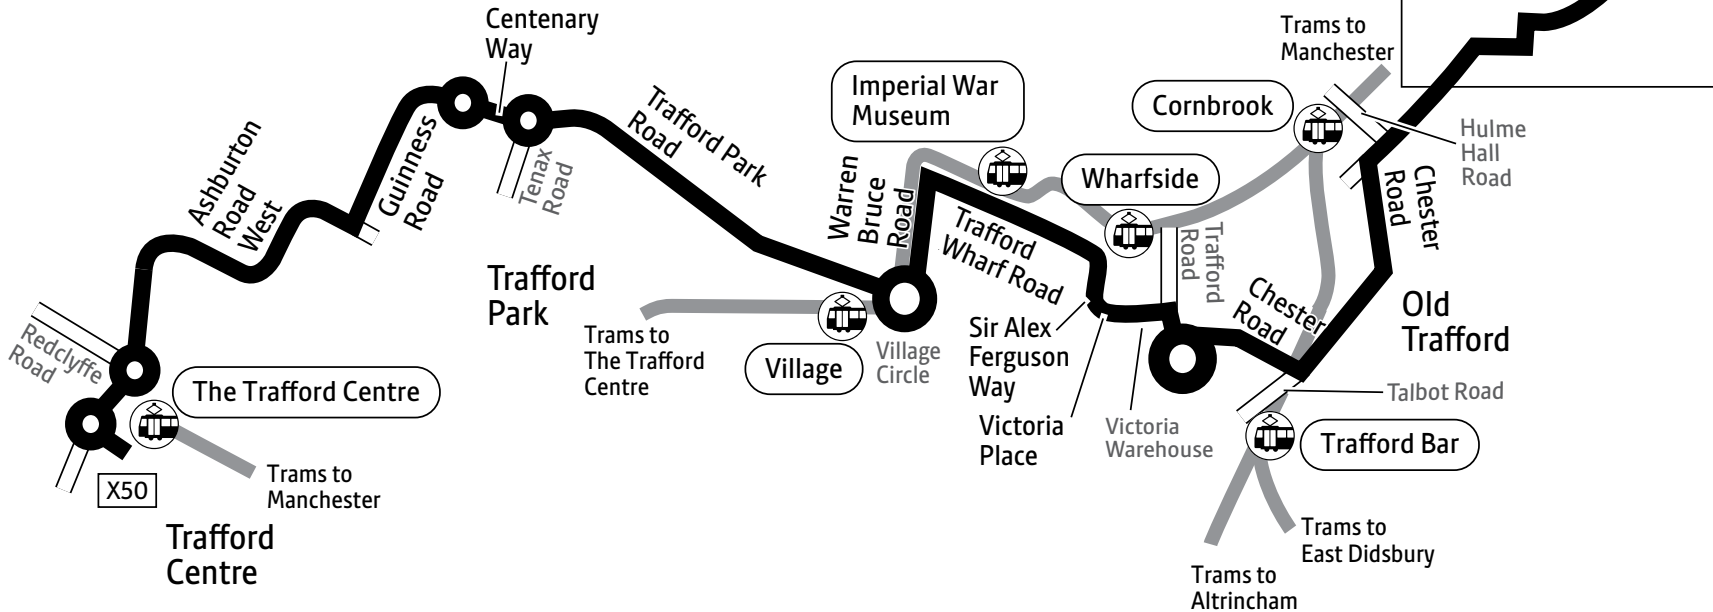 Centenary
Way
Trams to
Manchester
Imperial War
Museum
Cornbrook
Trafford Park
Road
Hulme
Hall
Road
Ashburton
Road
West
Guinness
Road
Tenax
Road
Warren
Bruce
Road
Wharfside
Chester
Road
Trafford
Wharf Road
Trafford
Road
Trafford
Park
Chester
Road
Old
Trafford
Redclyffe
Road
Trams to
The Trafford
Centre
Village
Village
Circle
Sir Alex
Ferguson
Way
The Trafford Centre
Talbot Road
Victoria
Place
Victoria
Warehouse
Trafford Bar
Trams to
Manchester
X50
Trafford
Centre
Trams to
East Didsbury
Trams to
Altrincham